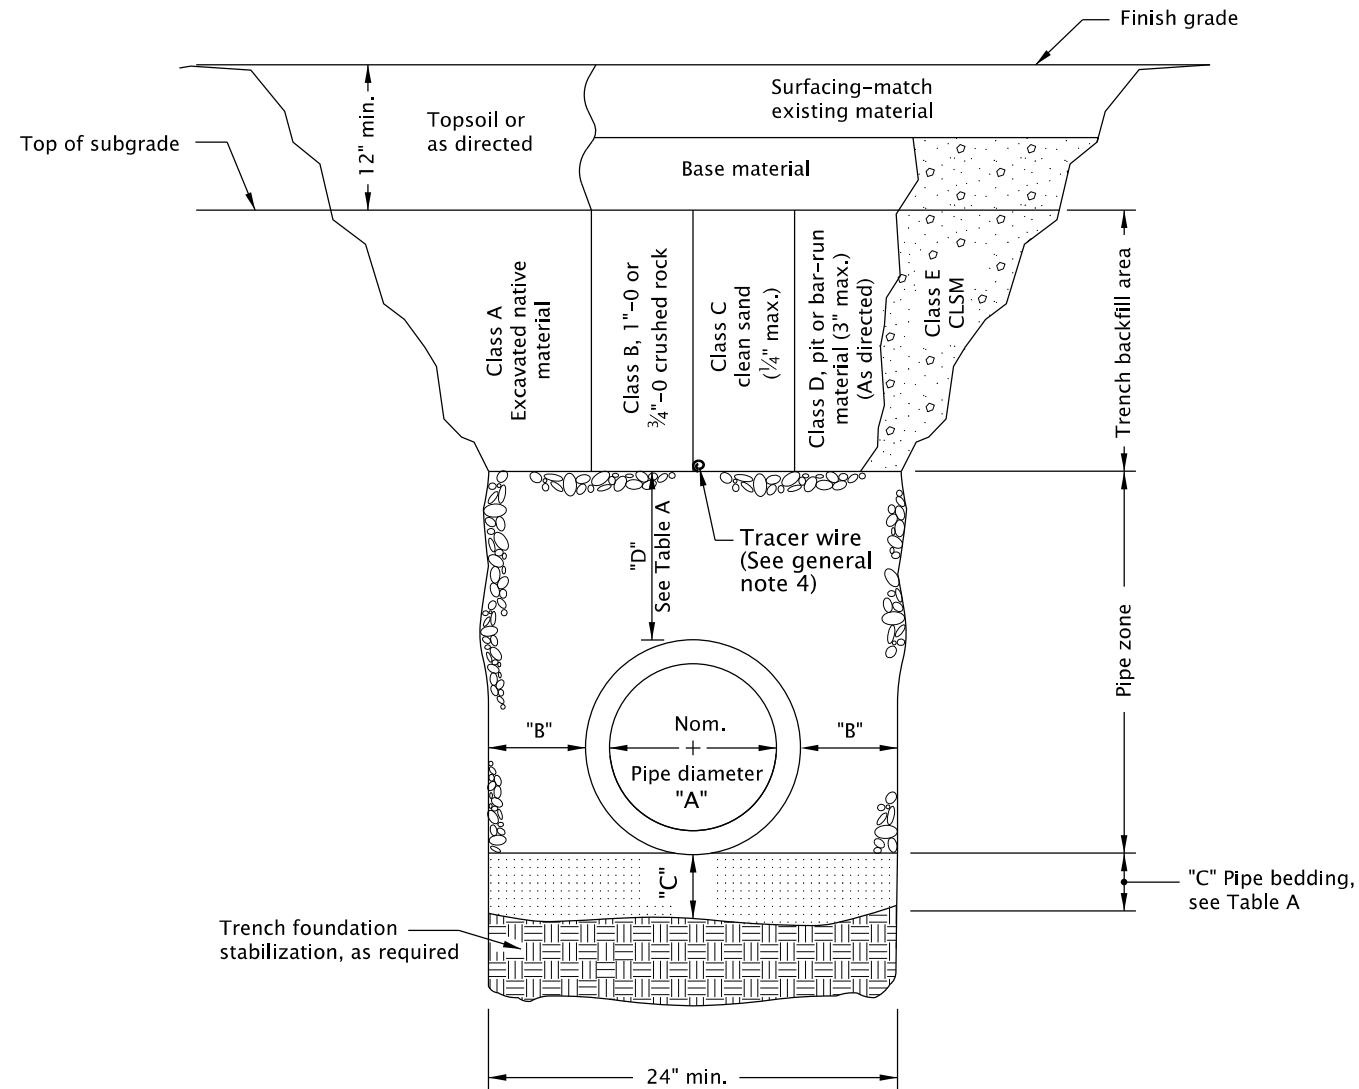 Finish grade
Surfacing-match
existing material
12" min.
Topsoil or
as directed
Top of subgrade
Base material
Class A
Excavated native
material
Class B, 1"-0 or
¾"-0 crushed rock
Class C
clean sand
(¼" max.)
Class D, pit or bar-run
material (3" max.)
(As directed)
Class E
CLSM
Trench backfill area
"D"
See Table A
Tracer wire
(See general
note 4)
Pipe zone
"B"
Nom.
"B"
Pipe diameter
"A"
"C"
"C" Pipe bedding,
see Table A
Trench foundation
stabilization, as required
24" min.